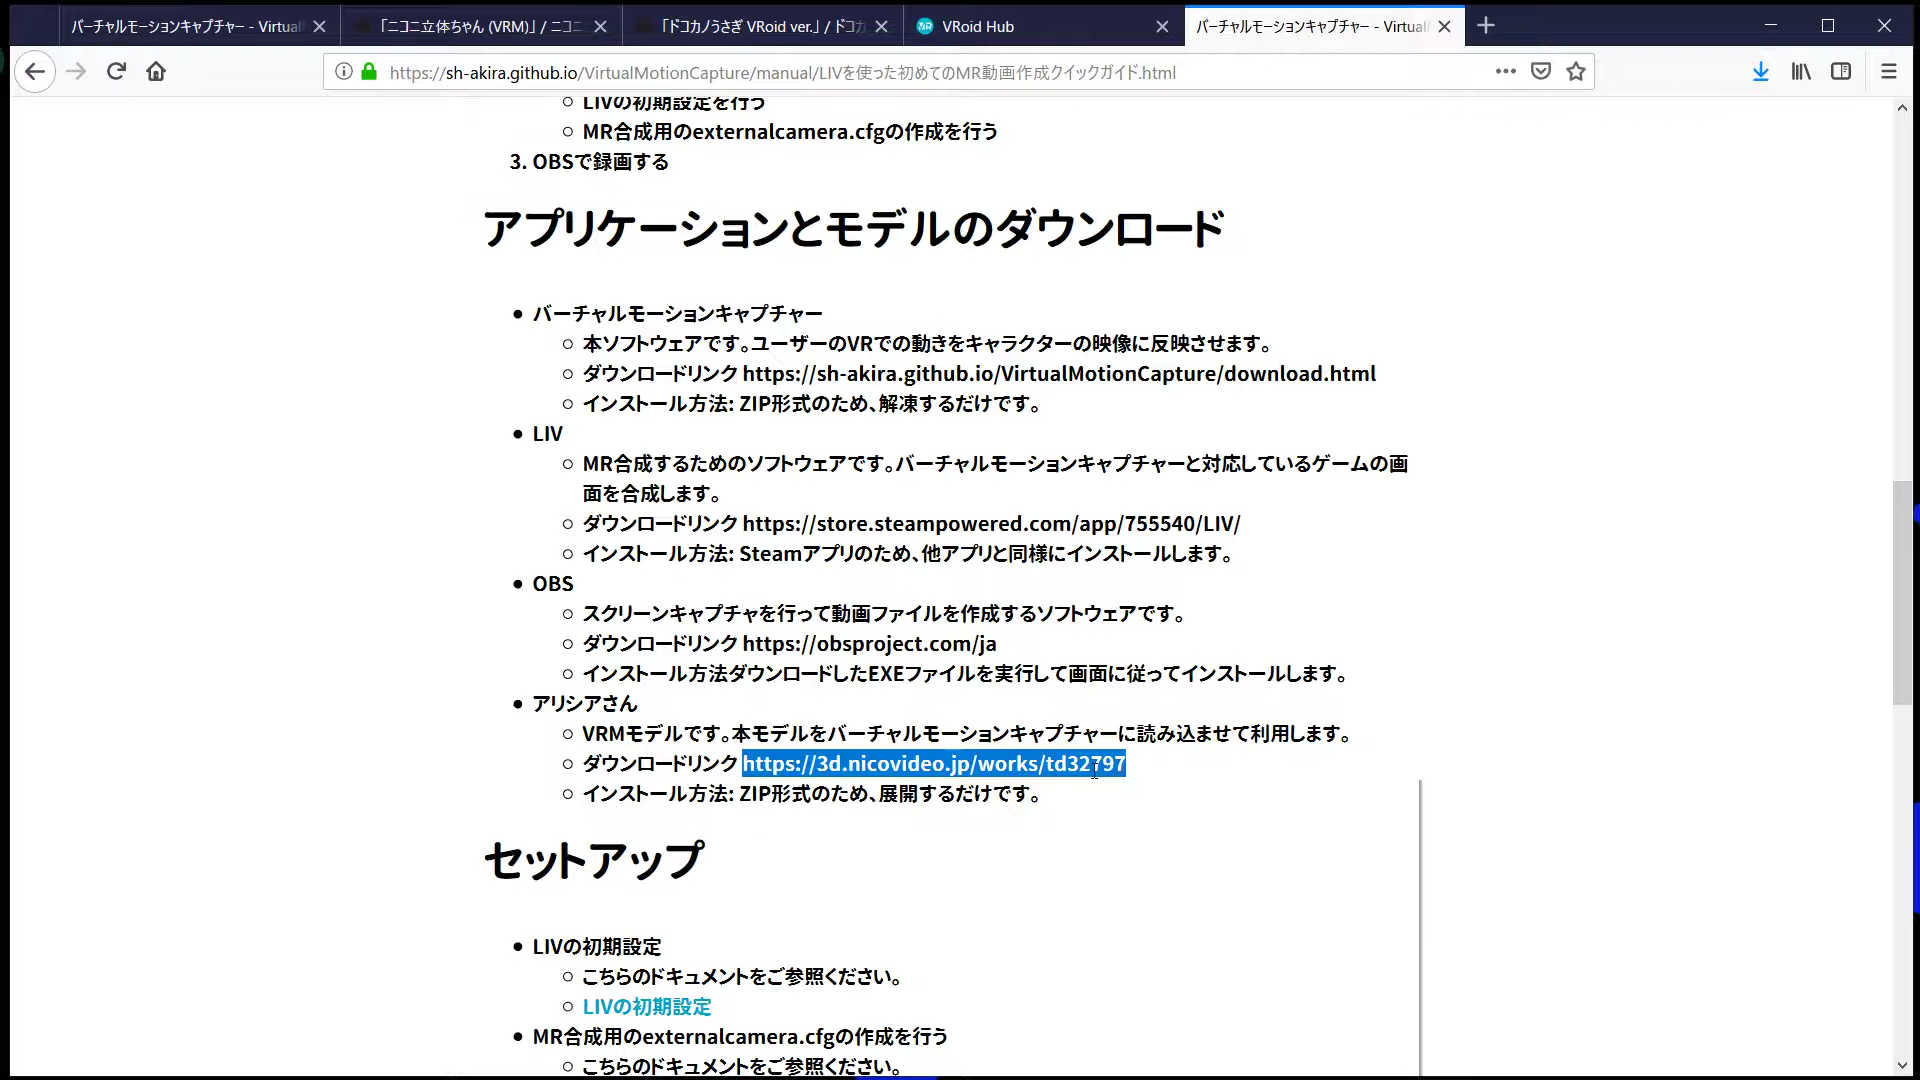 バーチャルモーションキャプチャー - Virtual
「ニコニ立体ちゃん (VRM)」 / ニコニ
「ドコカノうさぎ VRoid ver.」 / ドコカ
VRoid Hub
バーチャルモーションキャプチャー - Virtual
https://sh-akira.github.io/VirtualMotionCapture/manual/LIVを使った初めてのMR動画作成クイックガイド.html
LIVの初期設定を行う
MR合成用のexternalcamera.cfgの作成を行う
3. OBSで録画する
アプリケーションとモデルのダウンロード
バーチャルモーションキャプチャー
本ソフトウェアです。ユーザーのVRでの動きをキャラクターの映像に反映させます。
ダウンロードリンク https://sh-akira.github.io/VirtualMotionCapture/download.html
インストール方法: ZIP形式のため、解凍するだけです。
LIV
MR合成するためのソフトウェアです。バーチャルモーションキャプチャーと対応しているゲームの画
面を合成します。
ダウンロードリンク https://store.steampowered.com/app/755540/LIV/
インストール方法: Steamアプリのため、他アプリと同様にインストールします。
OBS
スクリーンキャプチャを行って動画ファイルを作成するソフトウェアです。
ダウンロードリンク https://obsproject.com/ja
インストール方法ダウンロードしたEXEファイルを実行して画面に従ってインストールします。
アリシアさん
VRMモデルです。本モデルをバーチャルモーションキャプチャーに読み込ませて利用します。
ダウンロードリンク https://3d.nicovideo.jp/works/td32797
インストール方法: ZIP形式のため、展開するだけです。
セットアップ
LIVの初期設定
こちらのドキュメントをご参照ください。
LIVの初期設定
MR合成用のexternalcamera.cfgの作成を行う
こちらのドキュメントをご参照ください。